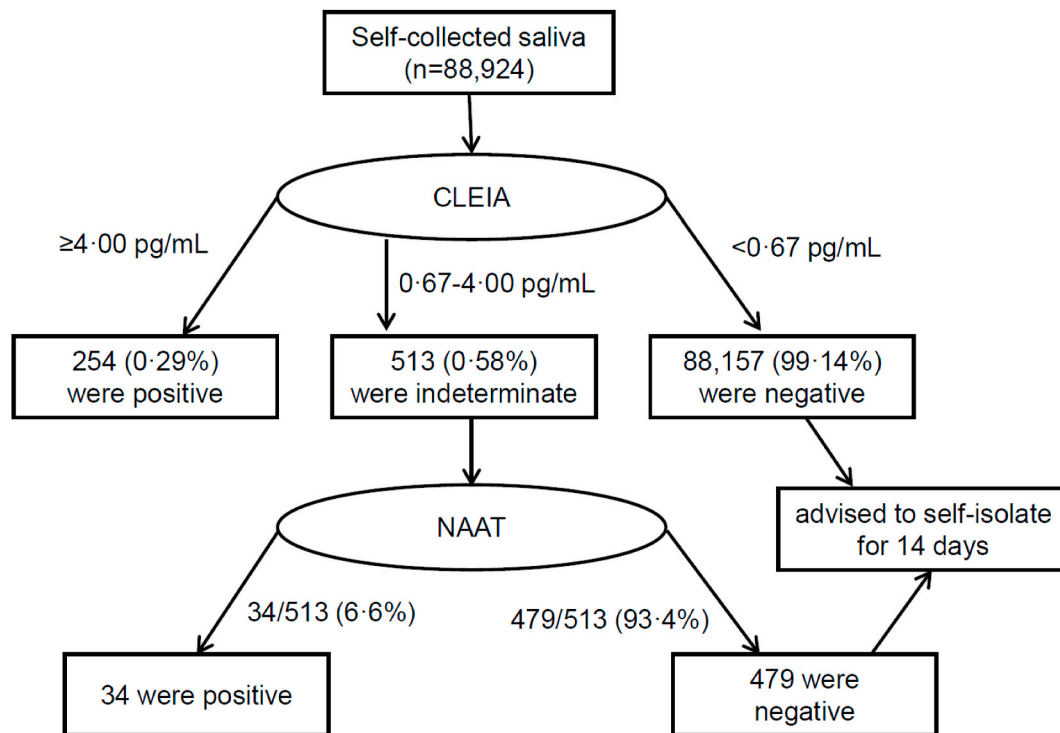 Self-collected saliva
(n=88,924)
CLEIA
≥4·00 pg/mL
0·67-4·00 pg/mL
<0·67 pg/mL
254 (0·29%)
were positive
513 (0·58%)
were indeterminate
88,157 (99·14%)
were negative
NAAT
advised to self-isolate
for 14 days
34/513 (6·6%)
479/513 (93·4%)
34 were positive
479 were
negative